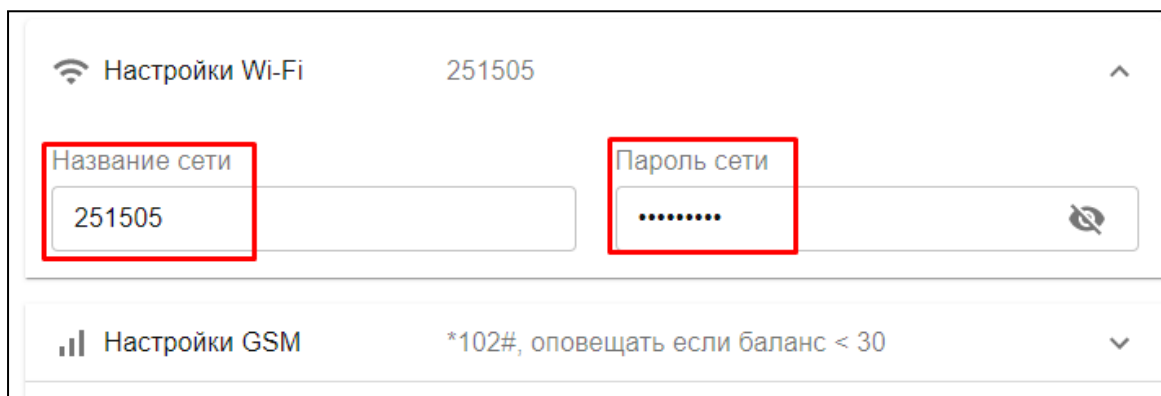 Настройки Wi-Fi 251505
Название сети Пароль сети
251505 •••••••••
Настройки GSM *102#, оповещать если баланс < 30